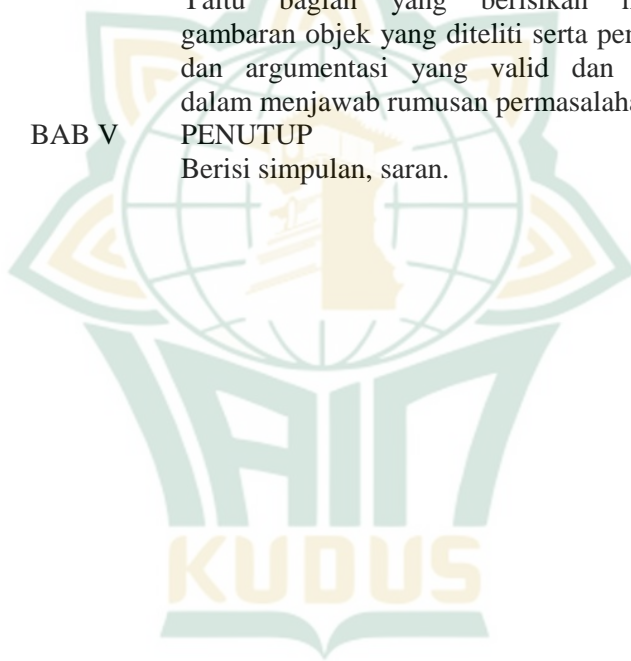 Yaitu bagian yang berisikan
gambaran objek yang diteliti serta
dan argumentasi yang valid dan
dalam menjawab rumusan
BAB V PENUTUP
Berisi simpulan, saran.
IAIN
KUDUS